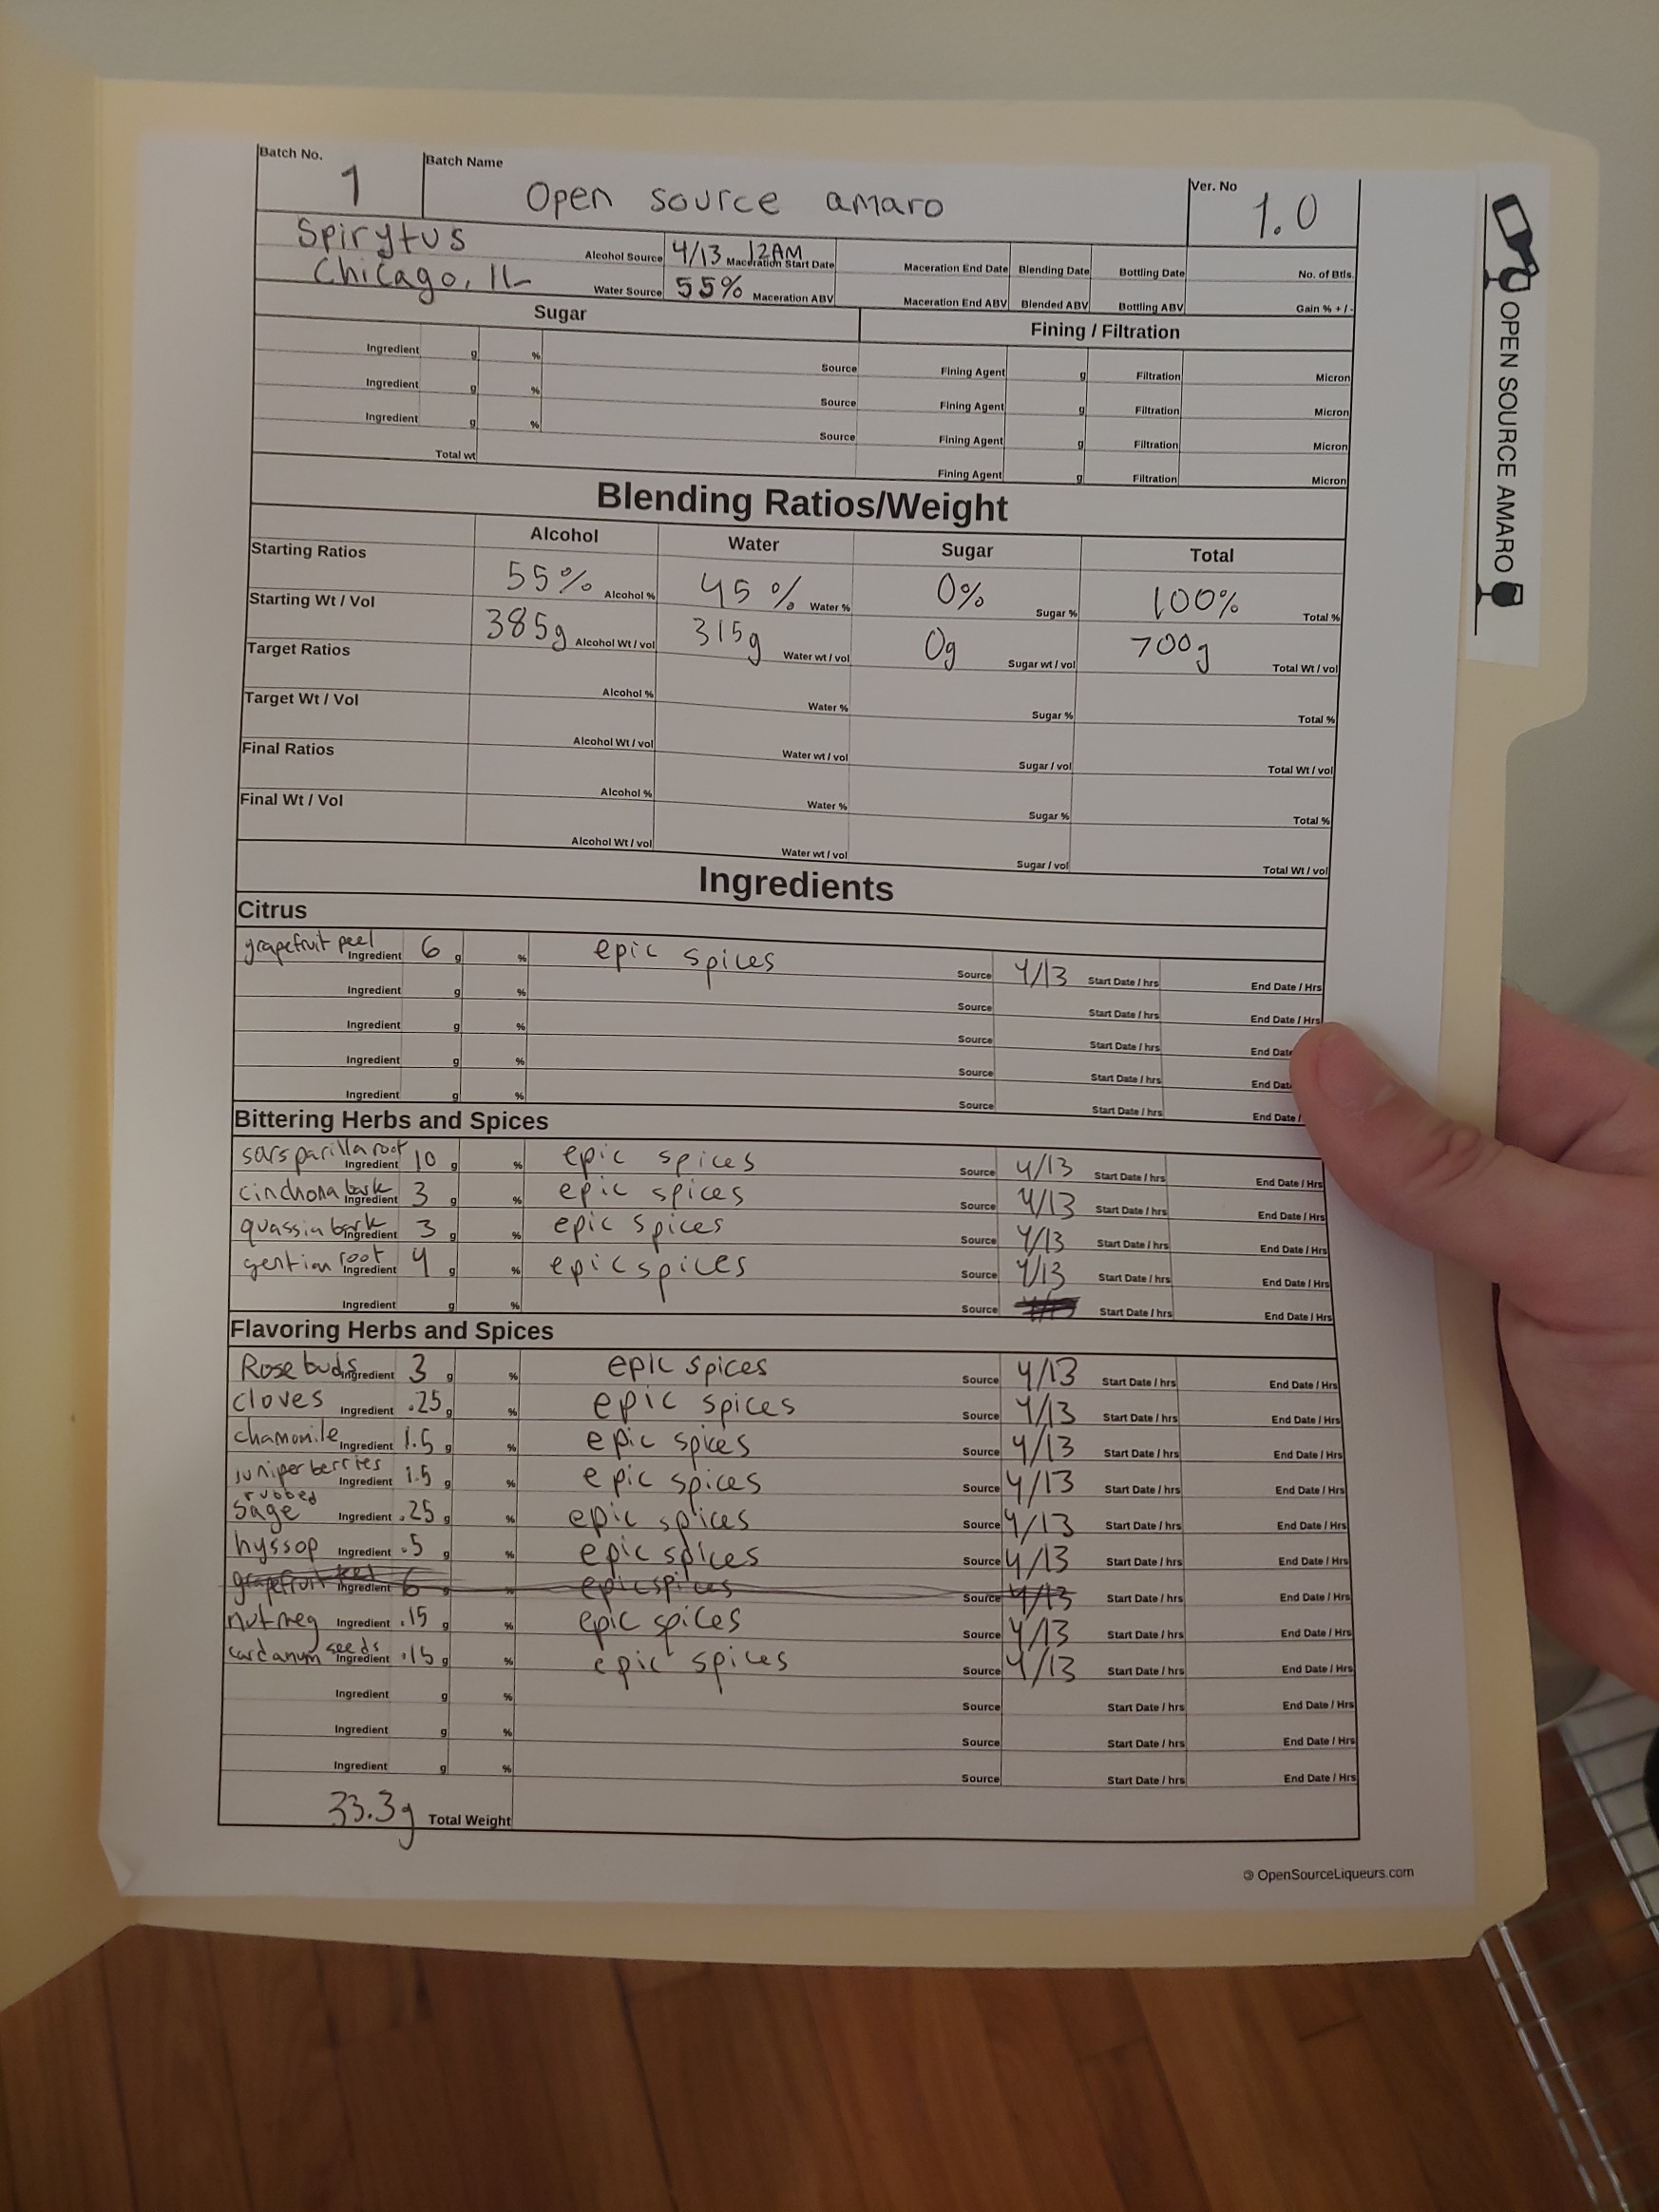 Batch No. 1 Batch Name Open source amaro Ver. No 1.0
Spirytus Alcohol Source 4/13 12AM Maceration Start Date Maceration End Date Blending Date Bottling Date No. of Btls.
Chicago, IL Water Source 55% Maceration ABV Maceration End ABV Blended ABV Bottling ABV Gain % + / -
Sugar Fining / Filtration
Ingredient g % Source Fining Agent g Filtration Micron
Ingredient g % Source Fining Agent g Filtration Micron
Ingredient g % Source Fining Agent g Filtration Micron
Total wt Fining Agent g Filtration Micron
Blending Ratios/Weight
Alcohol Water Sugar Total
Starting Ratios 55% Alcohol % 45% Water % 0% Sugar % 100% Total %
Starting Wt / Vol 385g Alcohol Wt / vol 315g Water wt / vol 0g Sugar wt / vol 700g Total Wt / vol
Target Ratios Alcohol % Water % Sugar % Total %
Target Wt / Vol Alcohol Wt / vol Water wt / vol Sugar / vol Total Wt / vol
Final Ratios Alcohol % Water % Sugar % Total %
Final Wt / Vol Alcohol Wt / vol Water wt / vol Sugar / vol Total Wt / vol
Ingredients
Citrus
grapefruit peel Ingredient 6 g % epic spices Source 4/13 Start Date / hrs End Date / Hrs
Ingredient g % Source Start Date / hrs End Date / Hrs
Ingredient g % Source Start Date / hrs End Date
Ingredient g % Source Start Date / hrs End Dat
Ingredient g % Source Start Date / hrs End Date /
Bittering Herbs and Spices
sarsparilla root Ingredient 10 g % epic spices Source 4/13 Start Date / hrs End Date / Hrs
cinchona bark Ingredient 3 g % epic spices Source 4/13 Start Date / hrs End Date / Hrs
quassia bark Ingredient 3 g % epic spices Source 4/13 Start Date / hrs End Date / Hrs
gention root Ingredient 4 g % epic spices Source 4/13 Start Date / hrs End Date / Hrs
Ingredient g % Source Start Date / hrs End Date / Hrs
Flavoring Herbs and Spices
Rose buds Ingredient 3 g % epic spices Source 4/13 Start Date / hrs End Date / Hrs
cloves Ingredient .25 g % epic spices Source 4/13 Start Date / hrs End Date / Hrs
chamomile Ingredient 1.5 g % epic spices Source 4/13 Start Date / hrs End Date / Hrs
juniper berries Ingredient 1.5 g % epic spices Source 4/13 Start Date / hrs End Date / Hrs
rubbed sage Ingredient .25 g % epic spices Source 4/13 Start Date / hrs End Date / Hrs
hyssop Ingredient .5 g % epic spices Source 4/13 Start Date / hrs End Date / Hrs
grapefruit peel Ingredient 6 g % epic spices Source 4/13 Start Date / hrs End Date / Hrs
nutmeg Ingredient .15 g % epic spices Source 4/13 Start Date / hrs End Date / Hrs
cardanum seeds Ingredient .15 g % epic spices Source 4/13 Start Date / hrs End Date / Hrs
Ingredient g % Source Start Date / hrs End Date / Hrs
Ingredient g % Source Start Date / hrs End Date / Hrs
Ingredient g % Source Start Date / hrs End Date / Hrs
33.3g Total Weight
OpenSourceLiqueurs.com
OPEN SOURCE AMARO